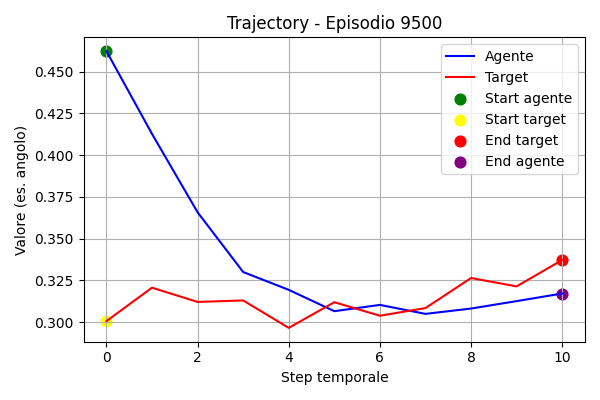 Trajectory - Episodio 9500
Valore (es. angolo)
0.450
0.425
0.400
0.375
0.350
0.325
0.300
Agente
Target
Start agente
Start target
End target
End agente
0 2 4 6 8 10
Step temporale